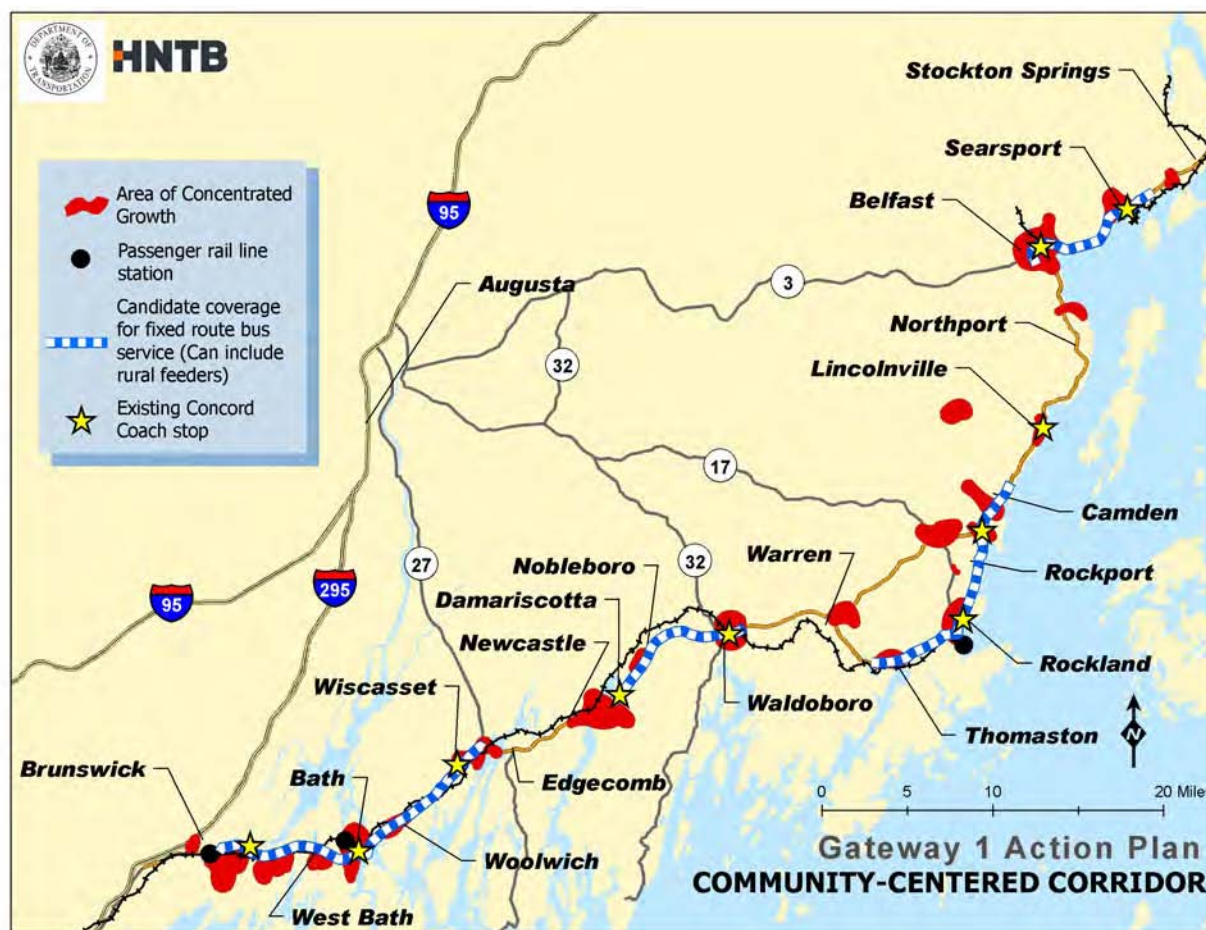 DEPARTMENT OF
TRANSPORTATION
HNTB
Area of Concentrated
Growth
Passenger rail line
station
Candidate coverage
for fixed route bus
service (Can include
rural feeders)
Existing Concord
Coach stop
Stockton Springs
Searsport
Belfast
95
Augusta
3
Northport
32
Lincolnville
17
Camden
27
32
Warren
Nobleboro
Rockport
295
95
Damariscotta
Newcastle
Rockland
Wiscasset
Waldoboro
Thomaston
N
Brunswick
Bath
Edgecomb
0 5 10 20 Mile
Woolwich
West Bath
Gateway 1 Action Plan
COMMUNITY-CENTERED CORRIDOR